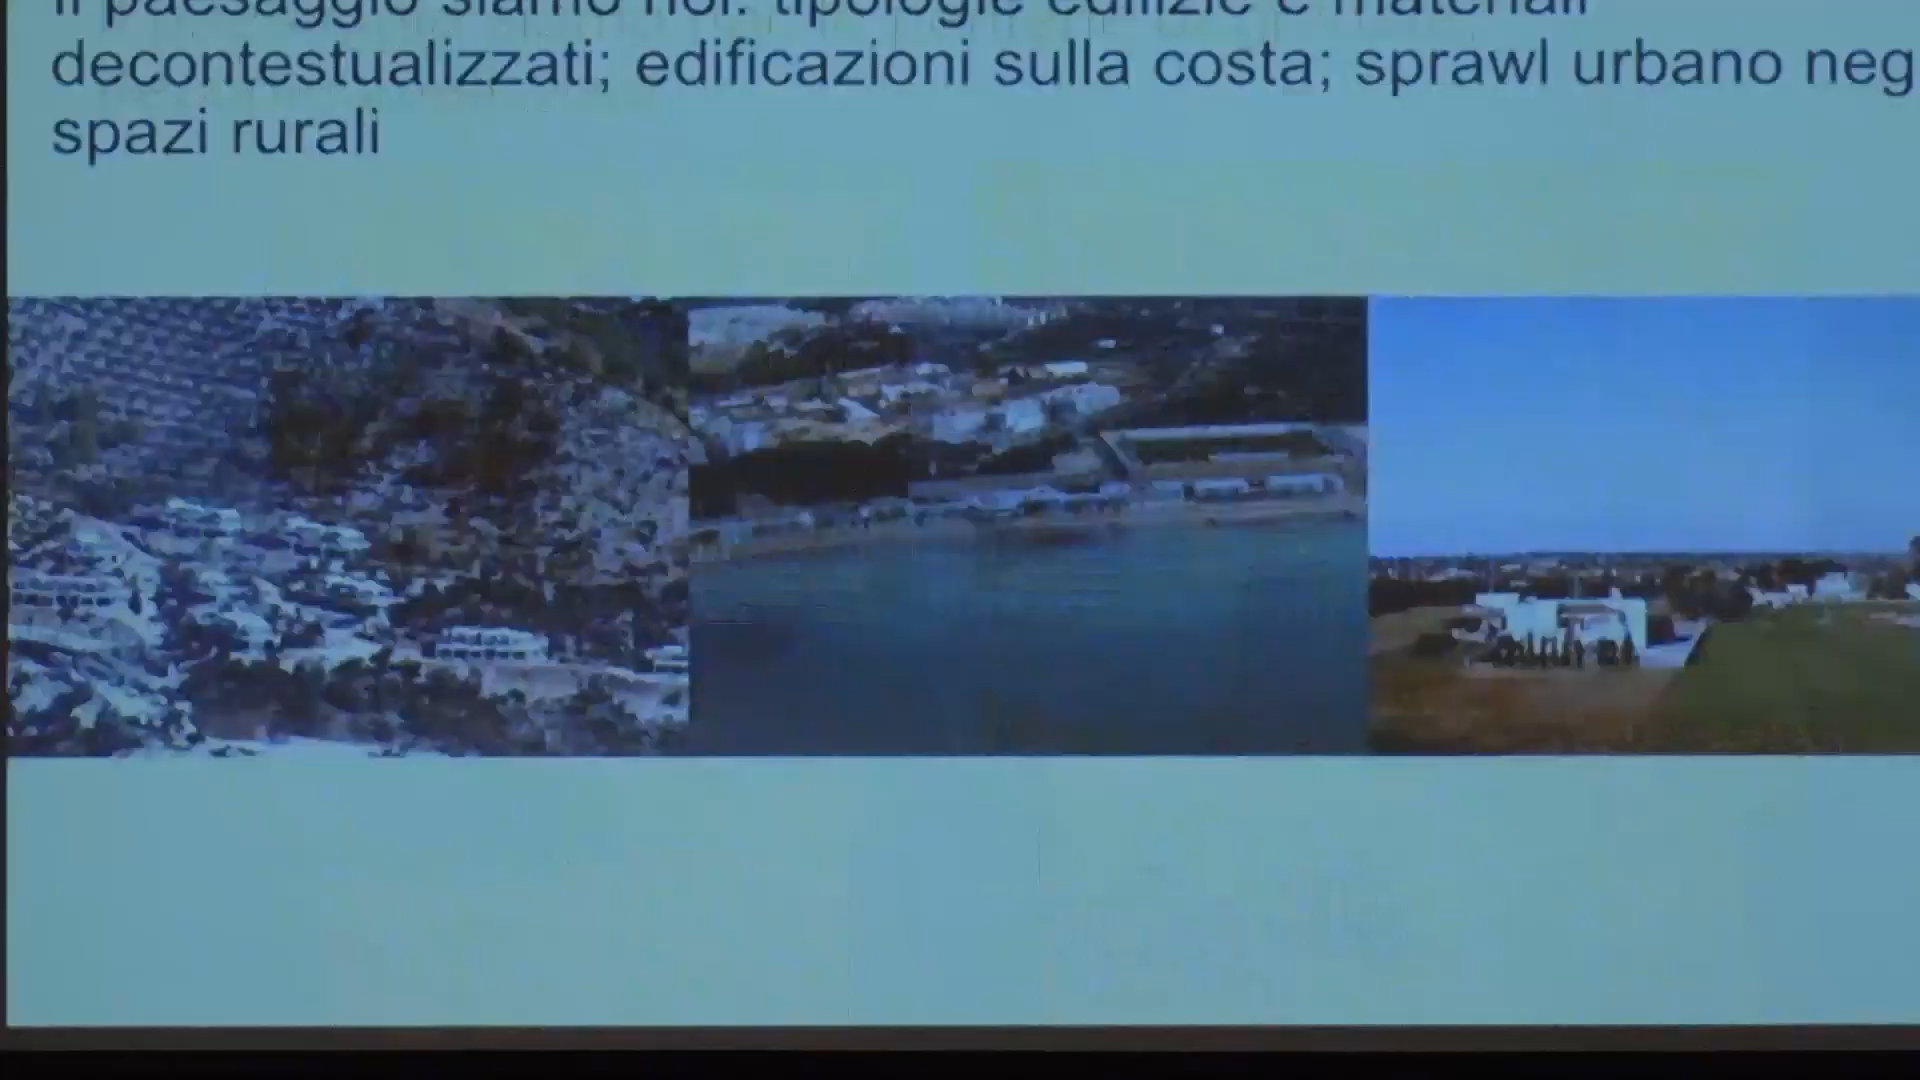 Il paesaggio siamo noi: tipologie edilizie e materiali
decontestualizzati; edificazioni sulla costa; sprawl urbano neg
spazi rurali